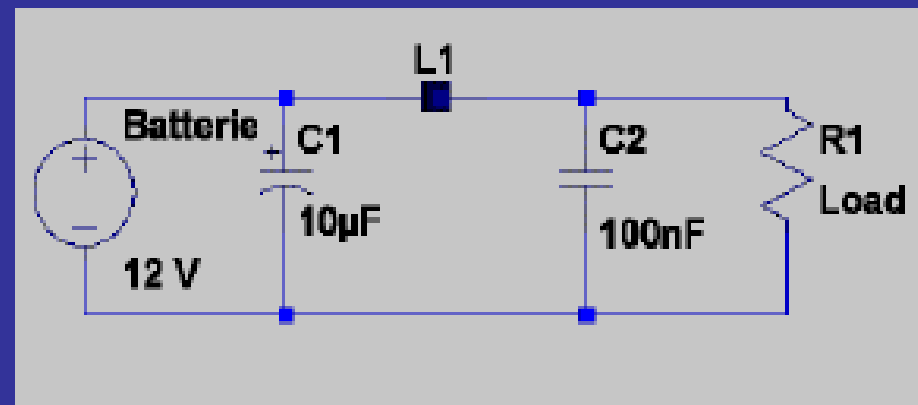 L1
Batterie
+
C1
C2
R1
+
10µF
100nF
Load
12 V